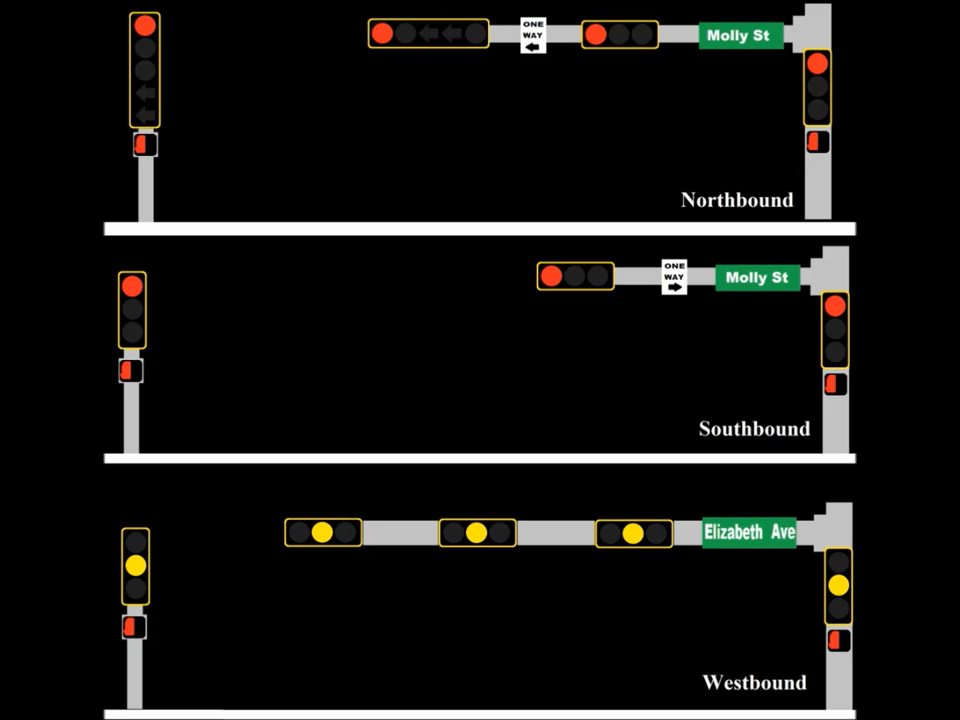 ONE
WAY
Molly St
Northbound
ONE
WAY
Molly St
Southbound
Elizabeth Ave
Westbound